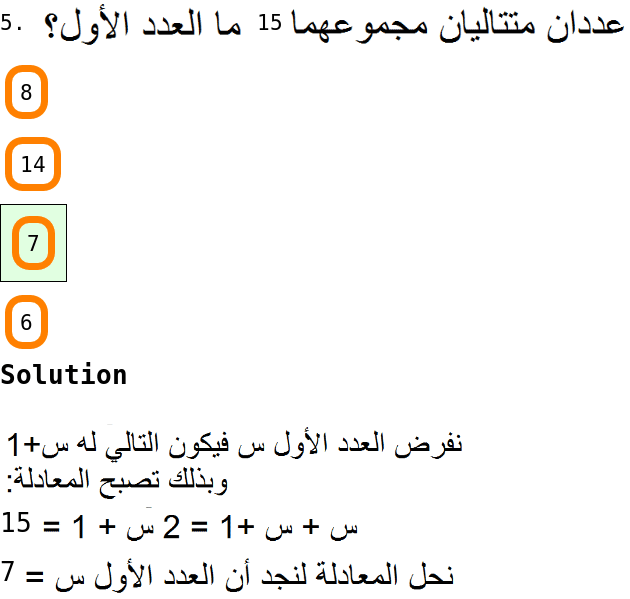 5. عددان متتاليان مجموعهما 15 ما العدد الأول؟
8
14
7
6
Solution
نفرض العدد الأول س فيكون التالي له س+1
وبذلك تصبح المعادلة:
س + س +1 = 2 س + 1 = 15
نحل المعادلة لنجد أن العدد الأول س = 7